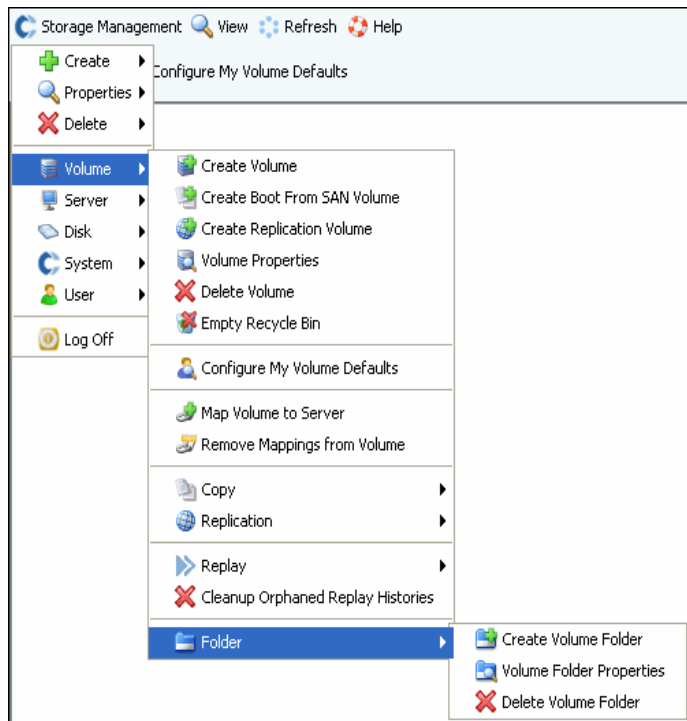 Storage Management View Refresh Help
Create
Configure My Volume Defaults
Properties
Delete
Volume
Server
Disk
System
User
Log Off
Create Volume
Create Boot From SAN Volume
Create Replication Volume
Volume Properties
Delete Volume
Empty Recycle Bin
Configure My Volume Defaults
Map Volume to Server
Remove Mappings from Volume
Copy
Replication
Replay
Cleanup Orphaned Replay Histories
Folder
Create Volume Folder
Volume Folder Properties
Delete Volume Folder